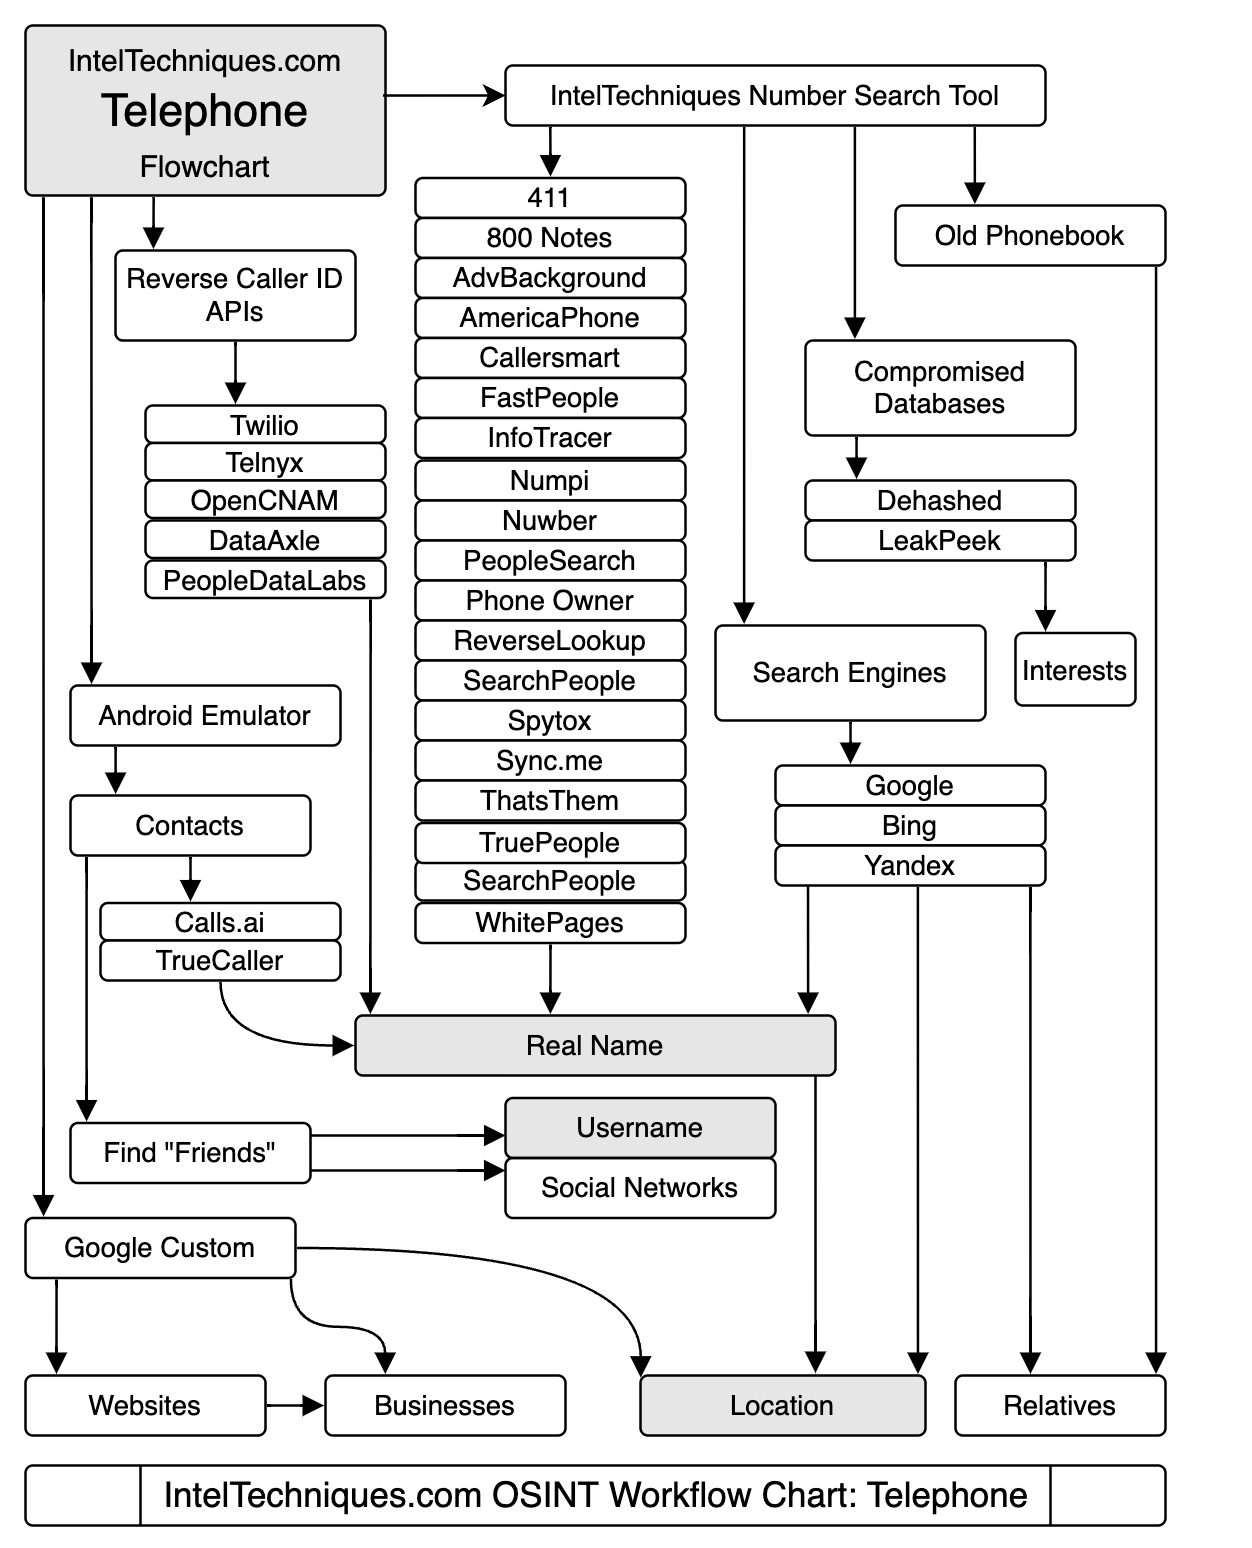 IntelTechniques.com
Telephone
Flowchart
IntelTechniques Number Search Tool
411
800 Notes
AdvBackground
AmericaPhone
Callersmart
FastPeople
InfoTracer
Numpi
Nuwber
PeopleSearch
Phone Owner
ReverseLookup
SearchPeople
Spytox
Sync.me
ThatsThem
TruePeople
SearchPeople
WhitePages
Old Phonebook
Reverse Caller ID
APIs
Twilio
Telnyx
OpenCNAM
DataAxle
PeopleDataLabs
Compromised
Databases
Dehashed
LeakPeek
Interests
Search Engines
Google
Bing
Yandex
Android Emulator
Contacts
Calls.ai
TrueCaller
Real Name
Find "Friends"
Username
Social Networks
Google Custom
Websites
Businesses
Location
Relatives
IntelTechniques.com OSINT Workflow Chart: Telephone